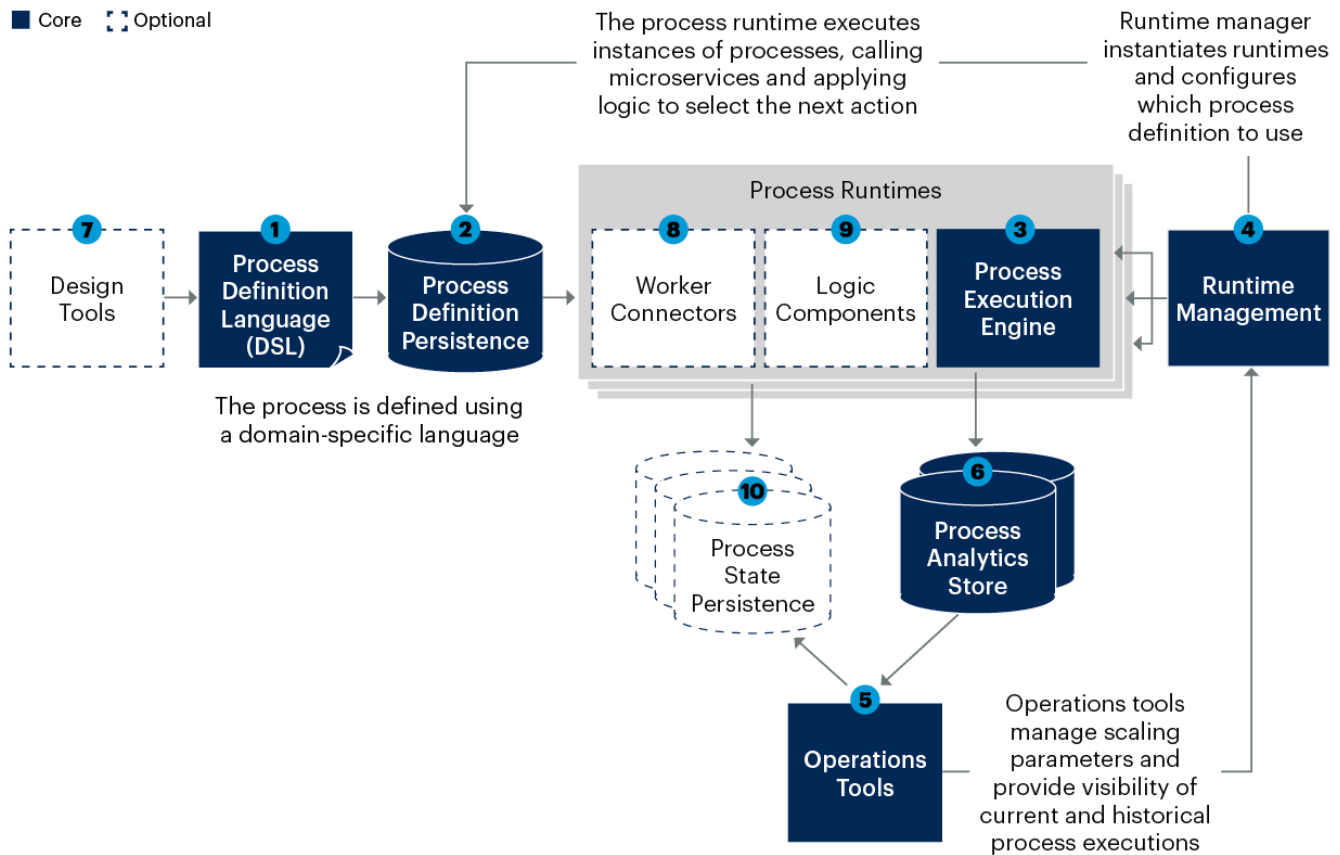 Core
Optional
The process runtime executes
instances of processes, calling
microservices and applying
logic to select the next action
Runtime manager
instantiates runtimes
and configures
which process
definition to use
Process Runtimes
7
Design
Tools
1
Process
Definition
Language
(DSL)
2
Process
Definition
Persistence
8
Worker
Connectors
9
Logic
Components
3
Process
Execution
Engine
4
Runtime
Management
The process is defined using
a domain-specific language
10
Process
State
Persistence
6
Process
Analytics
Store
5
Operations
Tools
Operations tools
manage scaling
parameters and
provide visibility of
current and historical
process executions